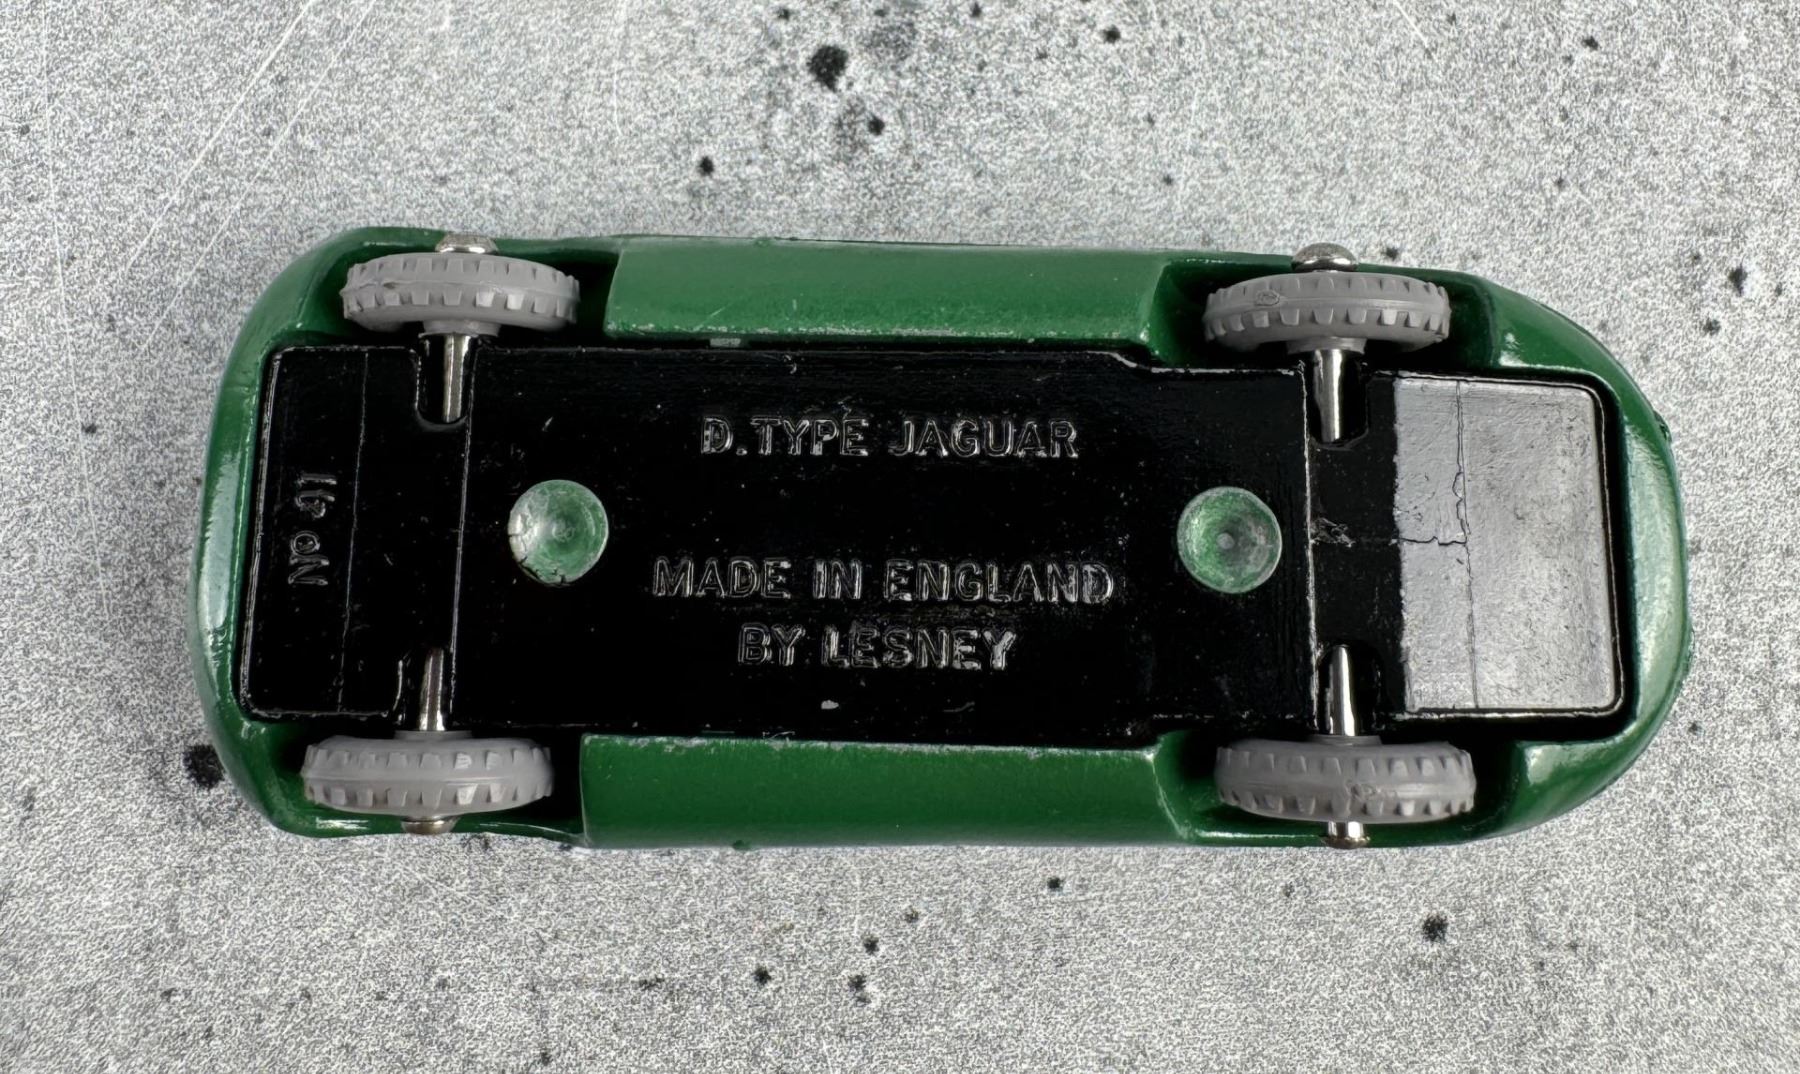 D. TYPE JAGUAR
MADE IN ENGLAND
BY LESNEY
No 41